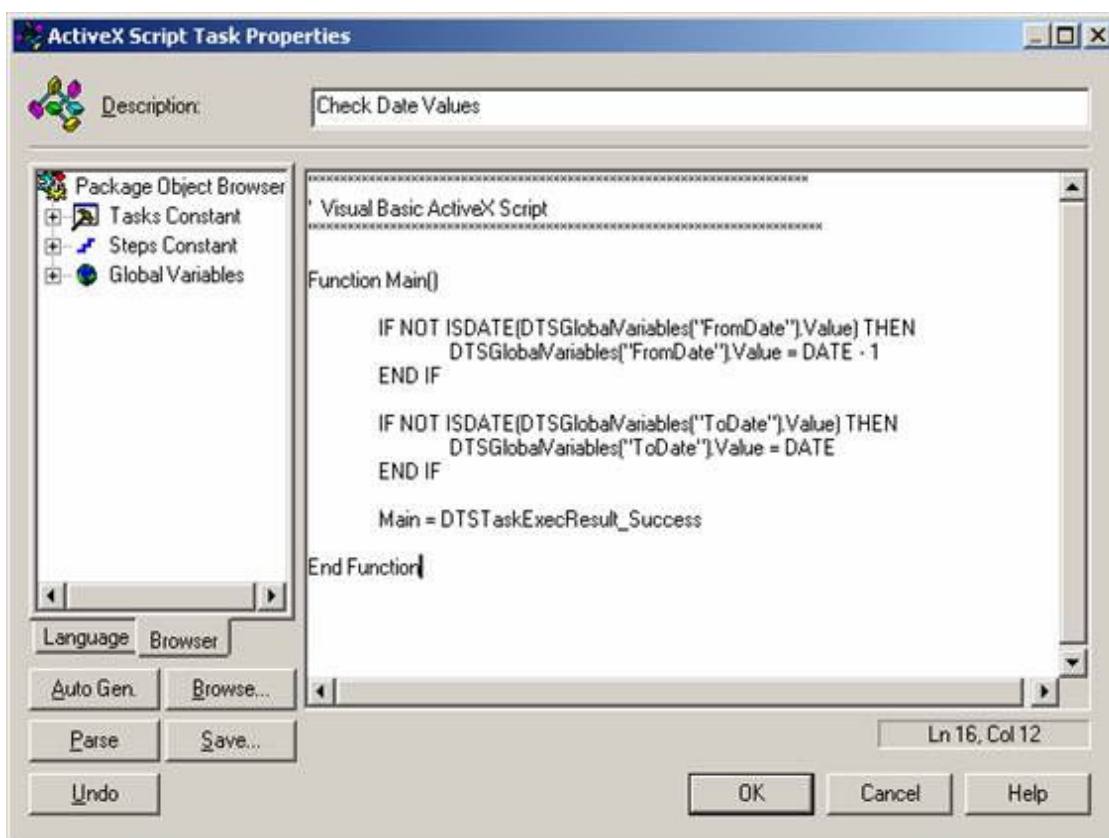 ActiveX Script Task Properties
Description:
Check Date Values
Package Object Browser
Tasks Constant
Steps Constant
Global Variables
Language
Browser
Auto Gen.
Browse...
Parse
Save...
Undo
' Visual Basic ActiveX Script
Function Main()
IF NOT ISDATE(DTSGlobalVariables("FromDate").Value) THEN
DTSGlobalVariables("FromDate").Value = DATE - 1
END IF
IF NOT ISDATE(DTSGlobalVariables("ToDate").Value) THEN
DTSGlobalVariables("ToDate").Value = DATE
END IF
Main = DTSTaskExecResult_Success
End Function
Ln 16, Col 12
OK
Cancel
Help